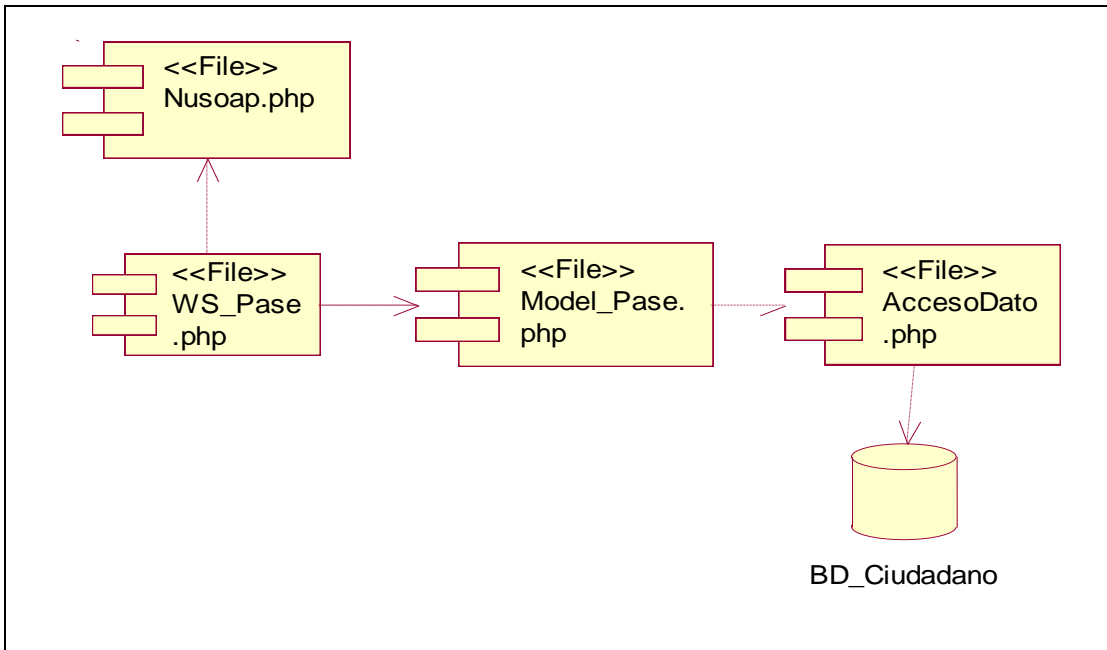 <<File>>
Nusoap.php
<<File>>
WS_Pase
.php
<<File>>
Model_Pase.
php
<<File>>
AccesoDato
.php
BD_Ciudadano